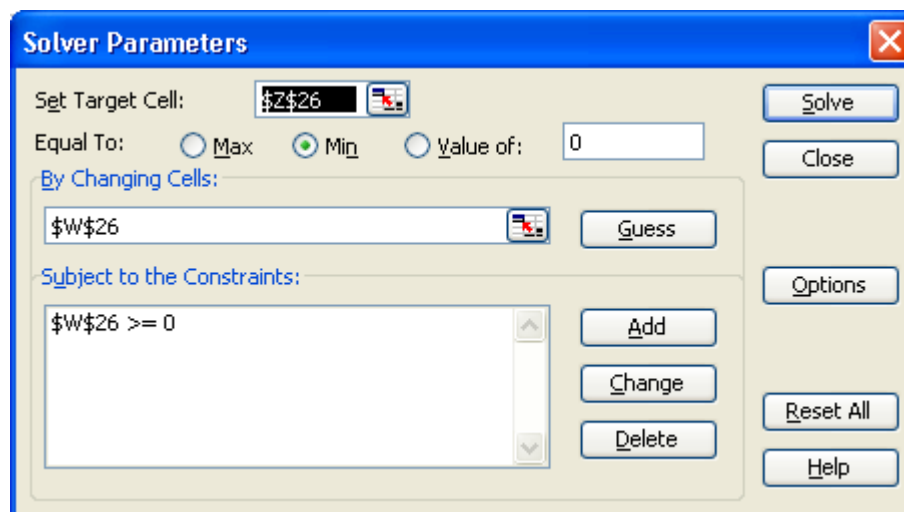 Solver Parameters
Set Target Cell: $Z$26 Solve
Equal To: Max Min Value of: 0 Close
By Changing Cells:
$W$26 Guess
Subject to the Constraints: Options
$W$26 >= 0 Add
Change
Reset All
Delete
Help